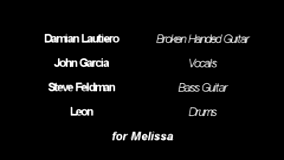 Damian Lautiero Broken Handed Guitar
John Garcia Vocals
Steve Feldman Bass Guitar
Leon Drums
for Melissa